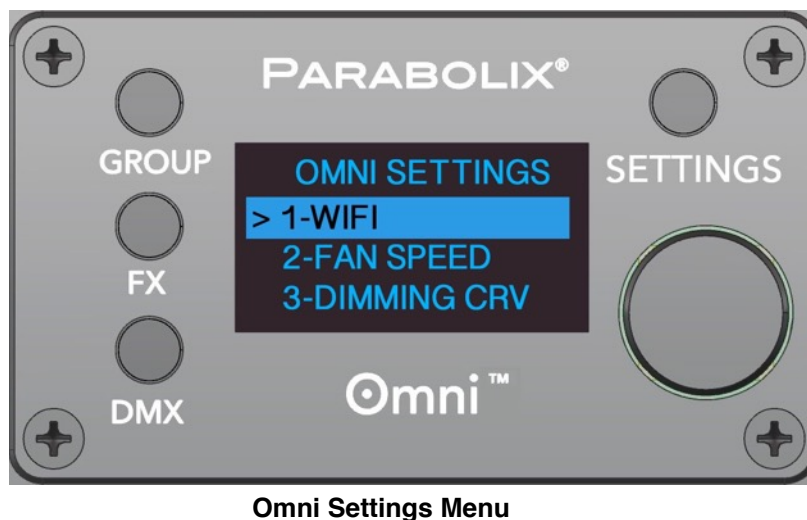 PARABOLIX®
GROUP
SETTINGS
OMNI SETTINGS
> 1-WIFI
2-FAN SPEED
3-DIMMING CRV
FX
DMX
Omni™
Omni Settings Menu